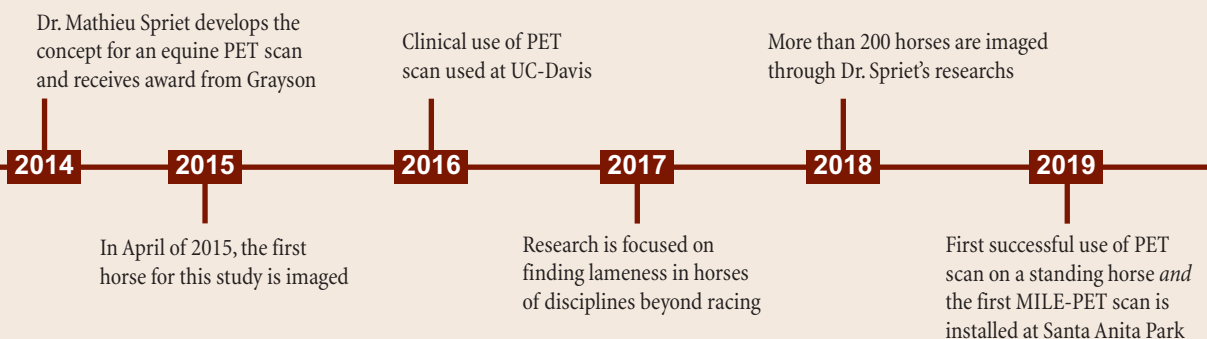 Dr. Mathieu Spriet develops the
concept for an equine PET scan
and receives award from Grayson
2014
2015
In April of 2015, the first
horse for this study is imaged
Clinical use of PET
scan used at UC-Davis
2016
2017
Research is focused on
finding lameness in horses
of disciplines beyond racing
More than 200 horses are imaged
through Dr. Spriet's researchs
2018
2019
First successful use of PET
scan on a standing horse and
the first MILE-PET scan is
installed at Santa Anita Park